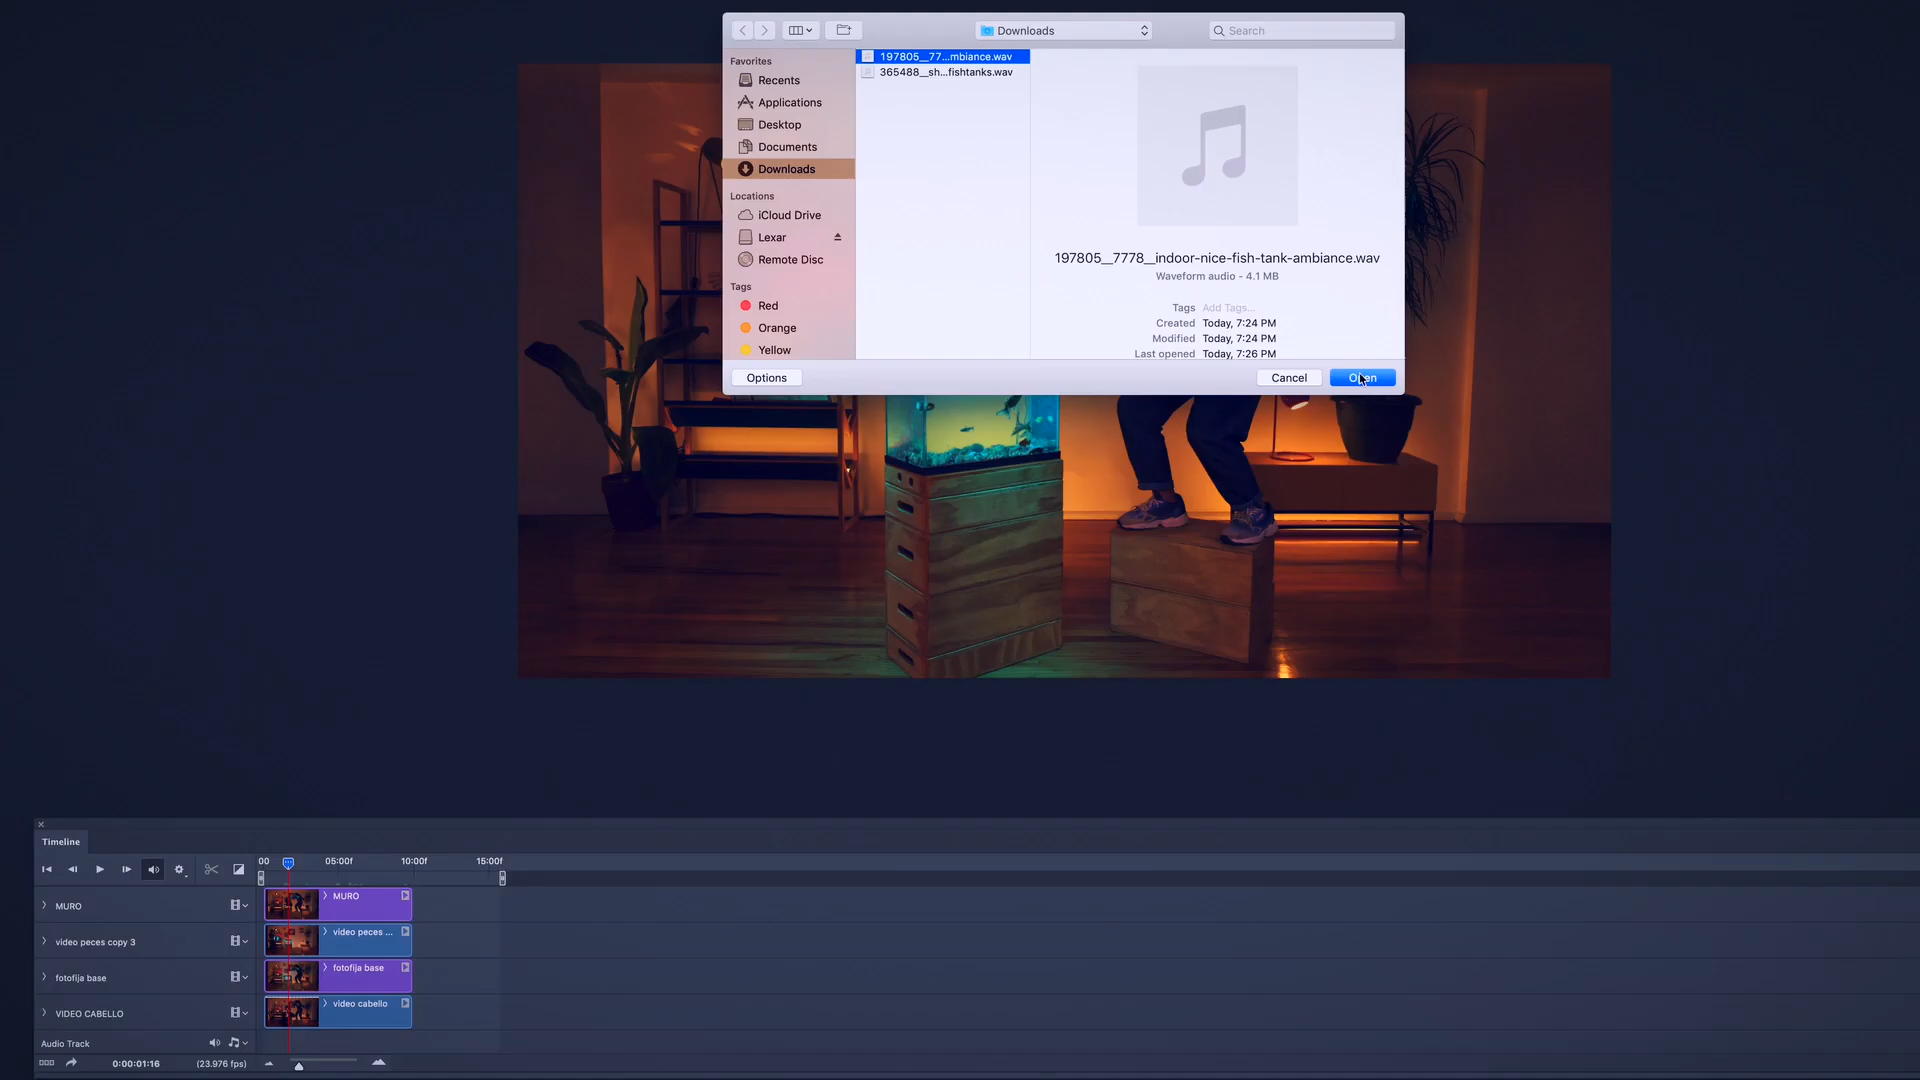 Downloads
Search
Favorites
Recents
Applications
Desktop
Documents
Downloads
Locations
iCloud Drive
Lexar
Remote Disc
Tags
Red
Orange
Yellow
197805__77...mbiance.wav
365488__sh...fishtanks.wav
197805__7778__indoor-nice-fish-tank-ambiance.wav
Waveform audio - 4.1 MB
Tags Add Tags...
Created Today, 7:24 PM
Modified Today, 7:24 PM
Last opened Today, 7:26 PM
Options
Cancel
Open
Timeline
00 05:00f 10:00f 15:00f
MURO
MURO
video peces copy 3
video peces ...
fotofija base
fotofija base
VIDEO CABELLO
video cabello
Audio Track
0:00:01:16 (23.976 fps)